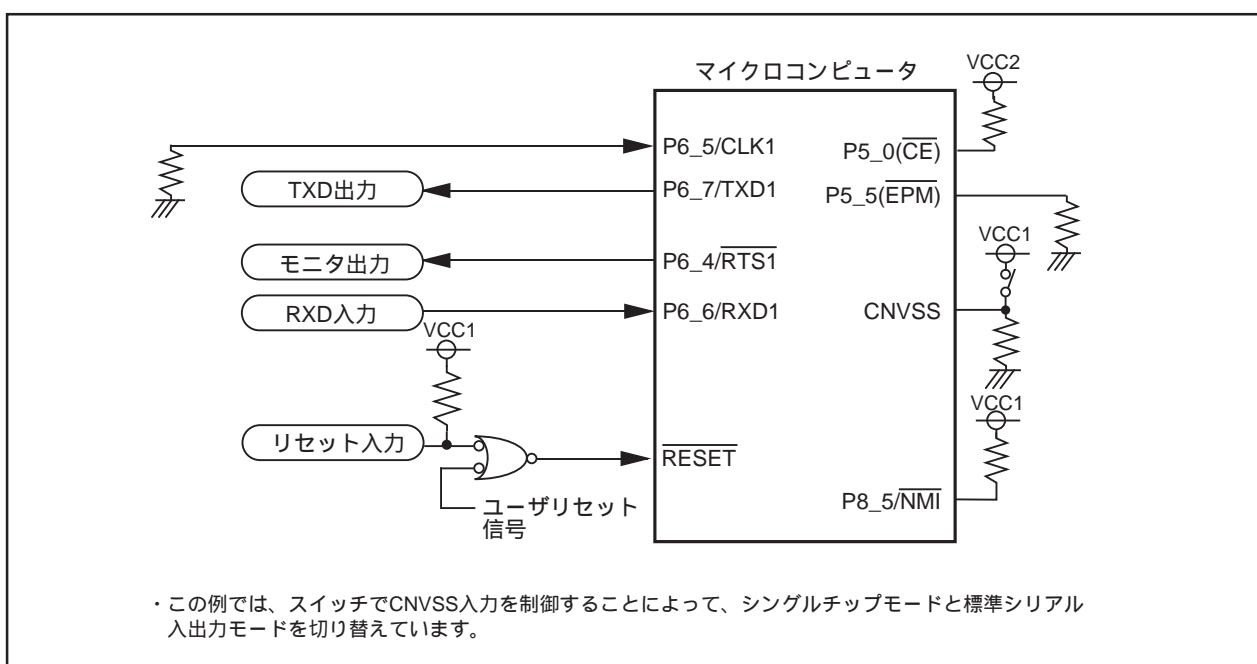 マイクロコンピュータ
VCC2
P6_5/CLK1
P5_0(CE)
TXD出力
P6_7/TXD1
P5_5(EPM)
VCC1
モニタ出力
P6_4/RTS1
RXD入力
P6_6/RXD1
CNVSS
VCC1
VCC1
リセット入力
RESET
ユーザリセット
信号
P8_5/NMI
・この例では、スイッチでCNVSS入力を制御することによって、シングルチップモードと標準シリアル
入出力モードを切り替えています。